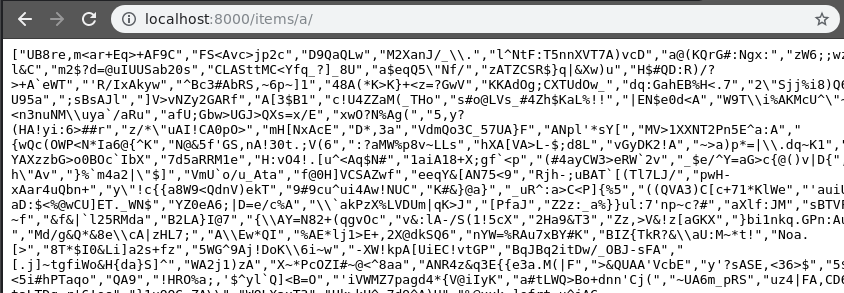 localhost:8000/items/a/
["UB8re,m<ar+Eq>+AF9C","FS<Avc>jp2c","D9QaQLw","M2XanJ/_\\.","l^NtF:T5nnXVT7A)vcD","a@(KQrG#:Ngx:","zW6;;wz
l&C","m2$?d=@uIUUSab20s","CLASttMC<Yfq_?]_8U","a$eqQ5\"Nf/","zATZCSR$}q|&Xw)u","H$#QD:R)/?
>+A`eWT","'R/IxAkyw","^Bc3#AbRS,~6p~]1","48A(*K>K}+<z=?GwV","KKAdOg;CXTUdOw_","dq:GahEB%H<.7","2\"Sjj%i8)Q6
U95a",";sBsAJl","]V>vNZy2GARf","A[3$B1","c!U4ZZaM(_THo","s#o@LVs_#4Zh$KaL%!!","|EN$e0d<A","W9T\\i%AKMcU^\"~
<n3nuNM\\uya`/aRu","afU;Gbw>UGJ>QXs=x/E","xwO?N%Ag(","5,y?
(HA!yi:6>##r","z/*\"uAI!CA0pO>","mH[NxAcE","D*,3a","VdmQo3C_57UA}F","ANpl'*sY[","MV>1XXNT2Pn5E^a:A",
{wQc(OWP<N*Ia6@{^K","N@&5f'GS,nA!30t.;V(6",":?aMW%p8v~LLs","hXA[VA>L-$;d8L","vGyDK2!A","~>a)p*=|\\.dq~K1"
YAXzzbG>o0BOc`IbX","7d5aRRM1e","H:vO4!.[u^<Aq$N#","1aiA18+X;gf`<p","(#4ayCW3>eRW`2v","_$e/^Y=aG>c{@()v|D{"
h\"Av","}%`m4a2|\"$]","VmU`o/u_Ata","f@0H]VCSAZwf","eeqY&[AN75<9","Rjh-;uBAT`[(Tl7LJ/","pwH-
xAar4uQbn+","y\"!c{{a8W9<QdnV)ekT","9#9cu^ui4Aw!NUC","K#&}@a}","_uR^:a>C<P]{%5","((QVA3)C[c+71*KlWe","'auiU
aD:$<%@wCU]ET._WN$","YZ0eA6;|D=e/c%A","\\`akPzX%LVDUm|qK>J","[PfaJ","Z2z:_a%}}ul:7'np~c?#","aXlf:JM","sBTVF
~f","&f&|`l25RMda","B2LA}I@7","{\\AY=N82+(qgvOc","v&:lA-/S(1!5cX","2Ha9&T3","Zz,>V&!z[aGKX","}bi1nkq.GPn:Au
","Md/g&Q*&8e\\cA|zHL7;","A\\Ew*QI","%AE*lj1>E+,2X@dkSQ6","nYW=%RAu7xBY#K","BIZ{TkR?&\\aU:M~*t!","Noa.
[>","8T*$I0&Li]a2s+fz","5WG^9Aj!DoK\\6i~w","-XW!kpA[UiEC!vtGP","BqJBq2itDw/_OBJ-sFA",
[.j]~tgfiWo&H{da}S]^","WA2j1)zA","X~*PcOZI#~@<^8aa","ANR4z&q3E{{e3a.M(|F",">&QUAA'VcbE","y'?sASE,<36>$"
<5i#hPTaqo","QA9","!HRO%a;,'$^yl`Q]<B=O","'iVWMZ7pagd4*{V@iIyK","a#tLWQ>Bo+dnn'Cj(","~UA6m_pRS","uz4|FA,CD6